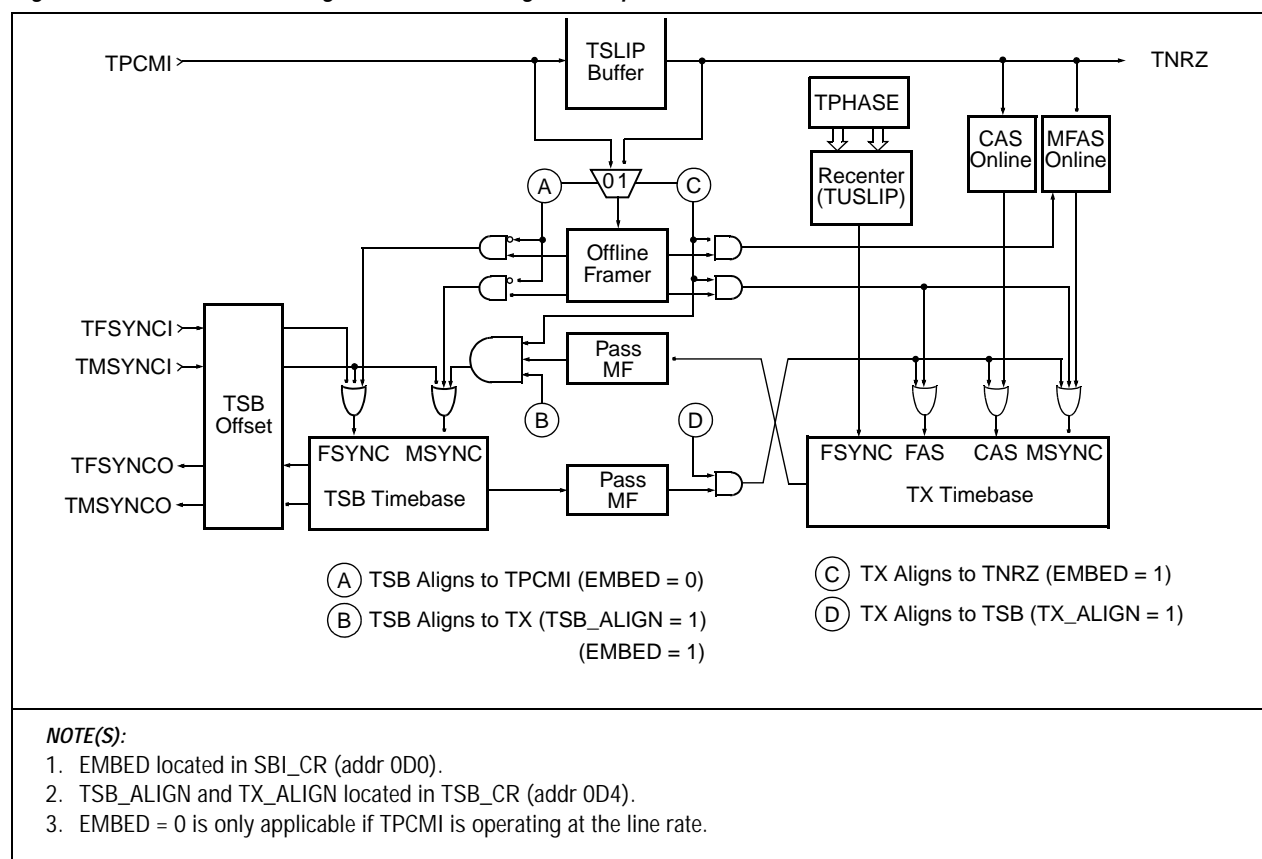 TPCMI
TSLIP
Buffer
TNRZ
TPHASE
CAS
Online
MFAS
Online
A
0 1
C
Recenter
(TUSLIP)
Offline
Framer
TFSYNCI
TMSYNCI
Pass
MF
TSB
Offset
B
D
FSYNC MSYNC
TSB Timebase
FSYNC FAS CAS MSYNC
TX Timebase
TFSYNCO
TMSYNCO
Pass
MF
A TSB Aligns to TPCMI (EMBED = 0)
B TSB Aligns to TX (TSB_ALIGN = 1)
(EMBED = 1)
C TX Aligns to TNRZ (EMBED = 1)
D TX Aligns to TSB (TX_ALIGN = 1)
NOTE(S):
1. EMBED located in SBI_CR (addr 0D0).
2. TSB_ALIGN and TX_ALIGN located in TSB_CR (addr 0D4).
3. EMBED = 0 is only applicable if TPCMI is operating at the line rate.